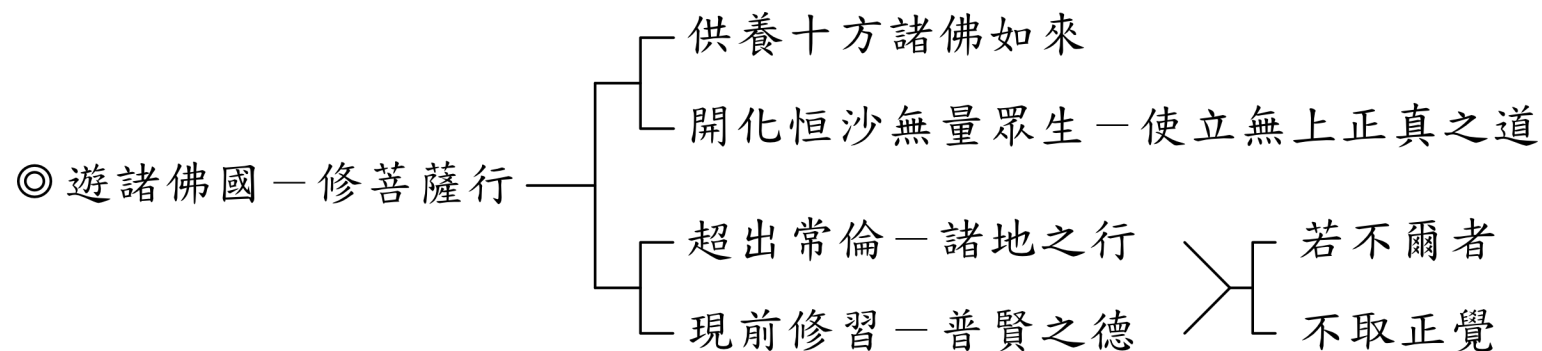 供養十方諸佛如來
開化恒沙無量眾生－使立無上正真之道
◎遊諸佛國－修菩薩行
超出常倫－諸地之行 若不爾者
現前修習－普賢之德 不取正覺